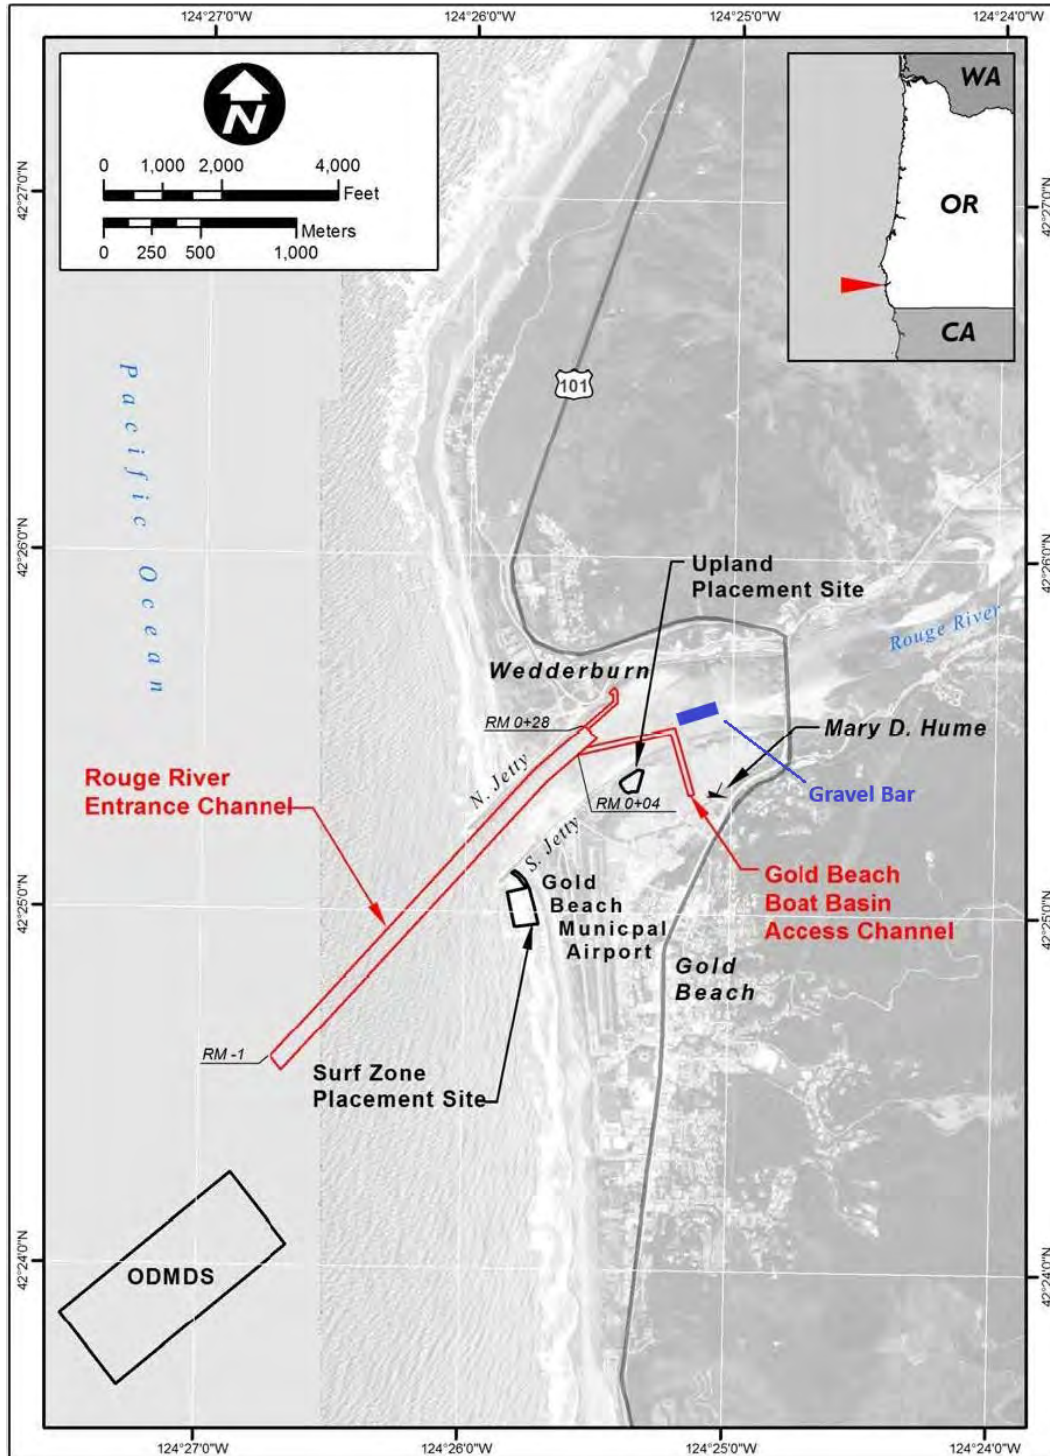 124°27'0"W
124°26'0"W
124°25'0"W
124°24'0"W
N
0 1,000 2,000 4,000
Feet
Meters
0 250 500 1,000
WA
OR
CA
42°27'0"N
42°27'0"N
101
Pacific Ocean
42°26'0"N
42°26'0"N
Upland
Placement Site
Rouge River
Wedderburn
RM 0+28
Mary D. Hume
N. Jetty
Rouge River
Entrance Channel
Gravel Bar
RM 0+04
S. Jetty
Gold
Beach
Municpal
Airport
Gold Beach
Boat Basin
Access Channel
42°25'0"N
42°25'0"N
Gold
Beach
RM -1
Surf Zone
Placement Site
42°24'0"N
42°24'0"N
ODMDS
124°27'0"W
124°26'0"W
124°25'0"W
124°24'0"W